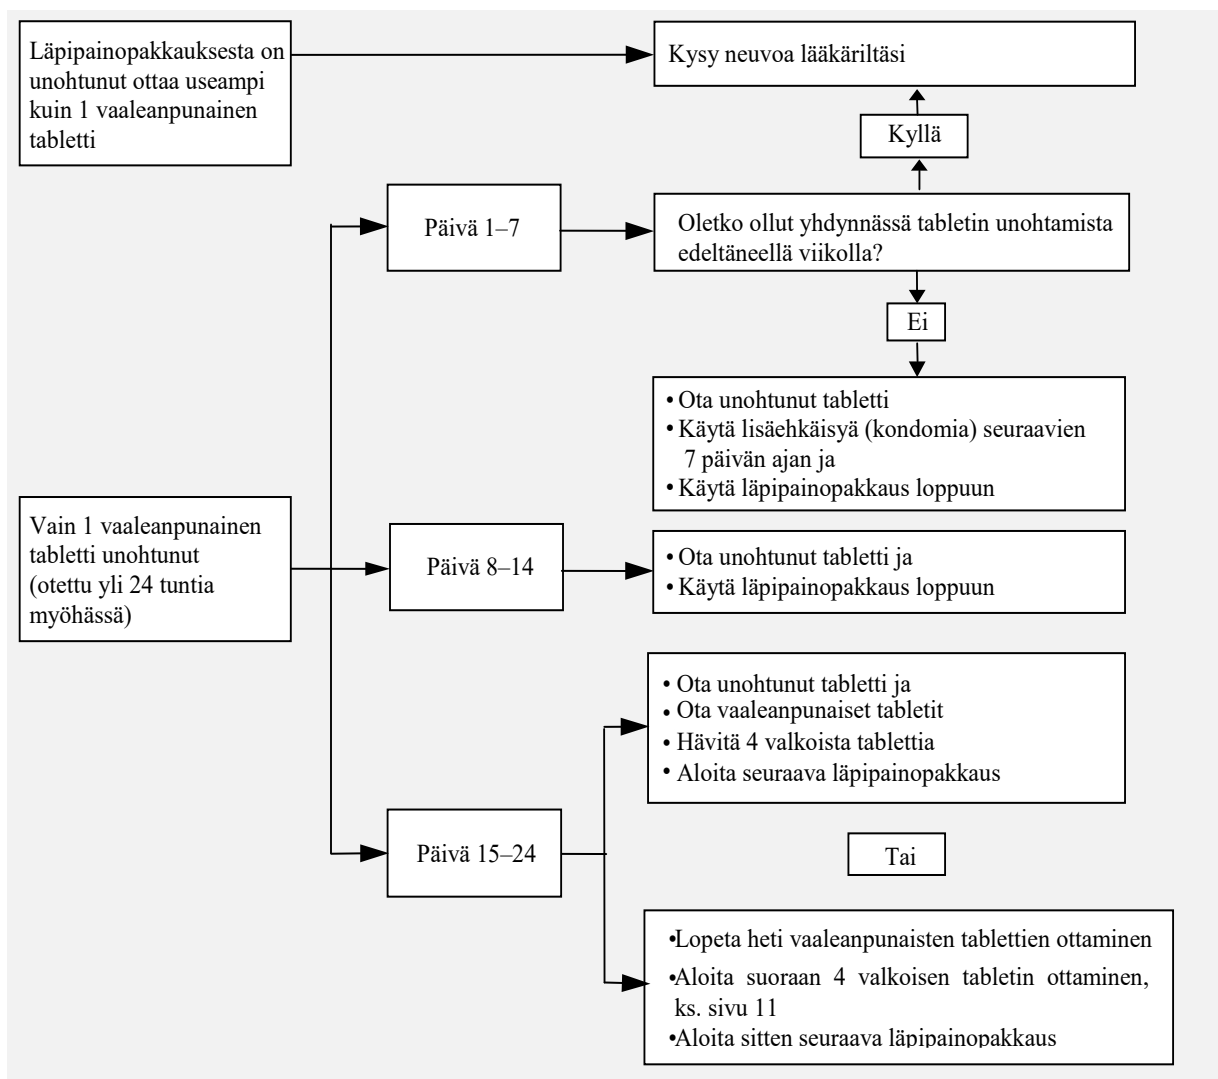 Läpipainopakkauksesta on
unohtunut ottaa useampi
kuin 1 vaaleanpunainen
tabletti
Kysy neuvoa lääkäriltäsi
Kyllä
Päivä 1–7
Oletko ollut yhdynnässä tabletin unohtamista
edeltäneellä viikolla?
Ei
• Ota unohtunut tabletti
• Käytä lisäehkäisyä (kondomia) seuraavien
7 päivän ajan ja
• Käytä läpipainopakkaus loppuun
Vain 1 vaaleanpunainen
tabletti unohtunut
(otettu yli 24 tuntia
myöhässä)
Päivä 8–14
• Ota unohtunut tabletti ja
• Käytä läpipainopakkaus loppuun
• Ota unohtunut tabletti ja
• Ota vaaleanpunaiset tabletit
• Hävitä 4 valkoista tablettia
• Aloita seuraava läpipainopakkaus
Päivä 15–24
Tai
•Lopeta heti vaaleanpunaisten tablettien ottaminen
•Aloita suoraan 4 valkoisen tabletin ottaminen,
ks. sivu 11
•Aloita sitten seuraava läpipainopakkaus